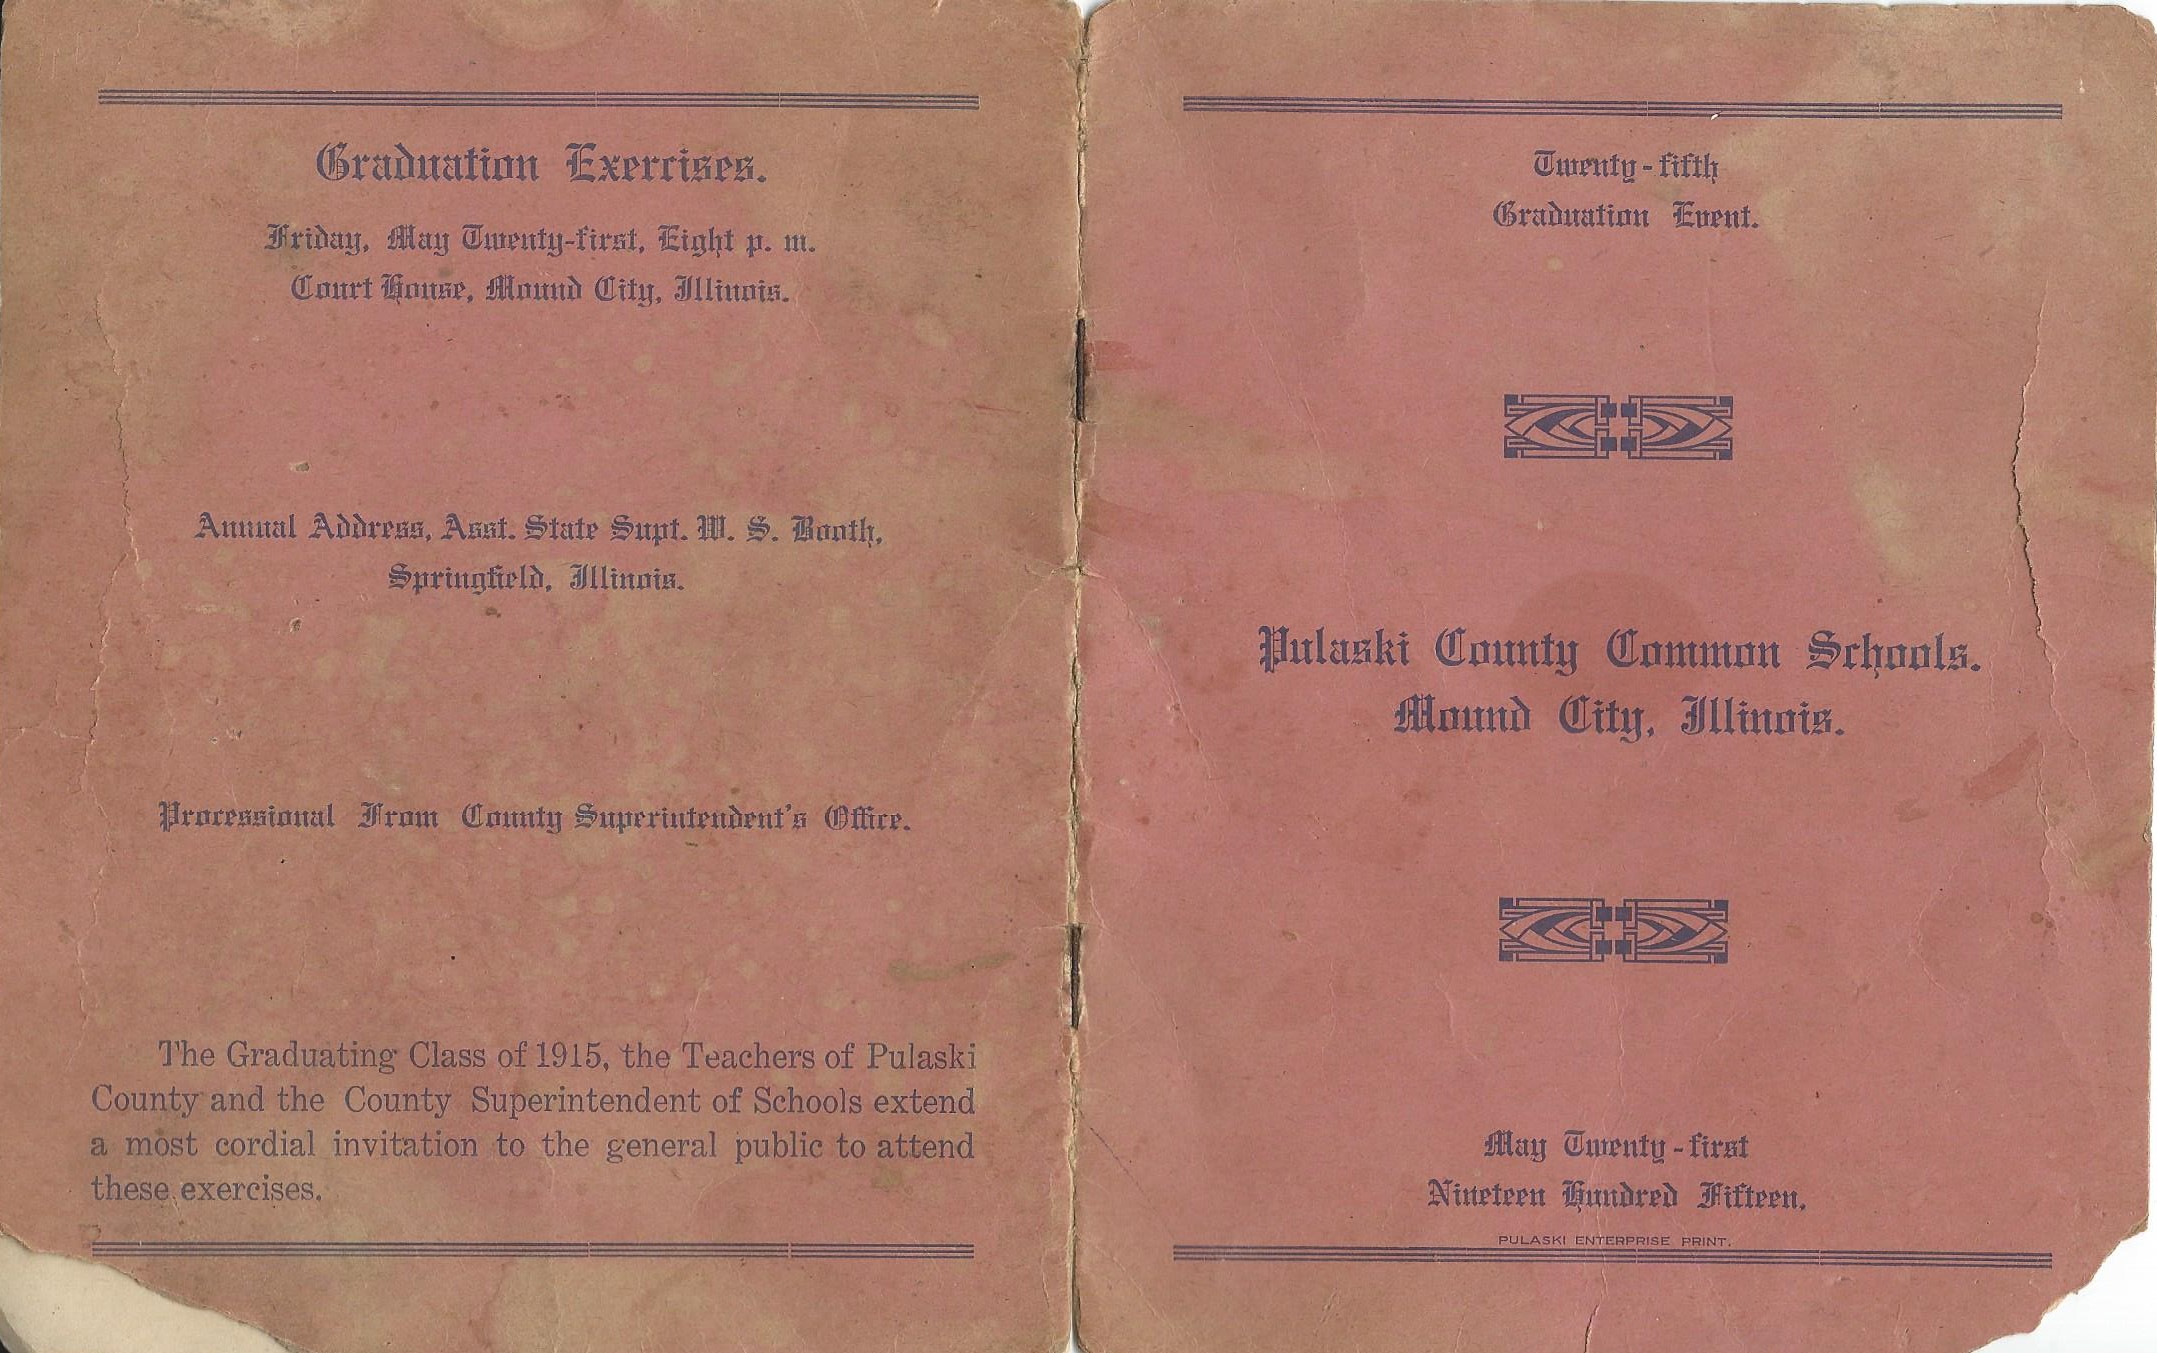 Graduation Exercises.
Friday, May Twenty-first, Eight p. m.
Court House, Mound City, Illinois.
Annual Address, Asst. State Supt. W. S. Booth,
Springfield, Illinois.
Processional From County Superintendent's Office.
The Graduating Class of 1915, the Teachers of Pulaski
County and the County Superintendent of Schools extend
a most cordial invitation to the general public to attend
these exercises.
Twenty-fifth
Graduation Event.
Pulaski County Common Schools.
Mound City, Illinois.
May Twenty-first
Nineteen Hundred Fifteen.
PULASKI ENTERPRISE PRINT.